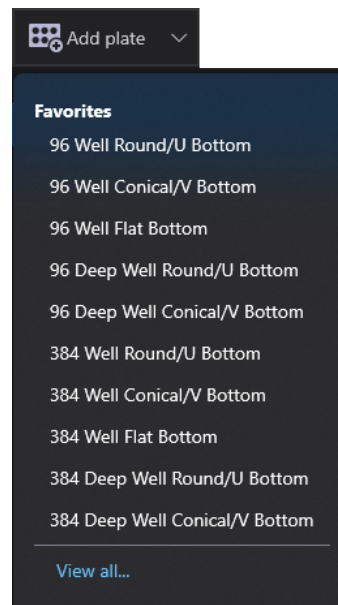 Add plate
Favorites
96 Well Round/U Bottom
96 Well Conical/V Bottom
96 Well Flat Bottom
96 Deep Well Round/U Bottom
96 Deep Well Conical/V Bottom
384 Well Round/U Bottom
384 Well Conical/V Bottom
384 Well Flat Bottom
384 Deep Well Round/U Bottom
384 Deep Well Conical/V Bottom
View all...